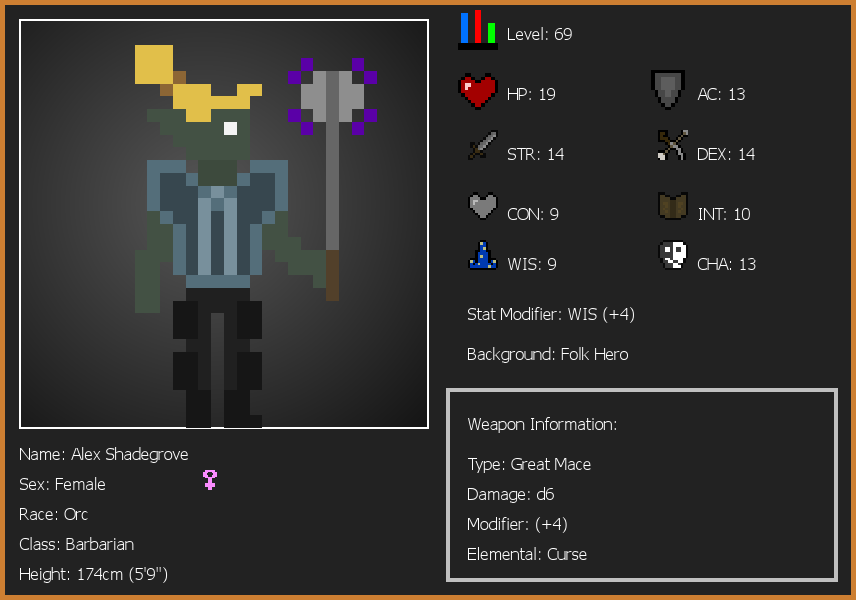 Level: 69
HP: 19
AC: 13
STR: 14
DEX: 14
CON: 9
INT: 10
WIS: 9
CHA: 13
Stat Modifier: WIS (+4)
Background: Folk Hero
Weapon Information:
Type: Great Mace
Damage: d6
Modifier: (+4)
Elemental: Curse
Name: Alex Shadegrove
Sex: Female
Race: Orc
Class: Barbarian
Height: 174cm (5'9")